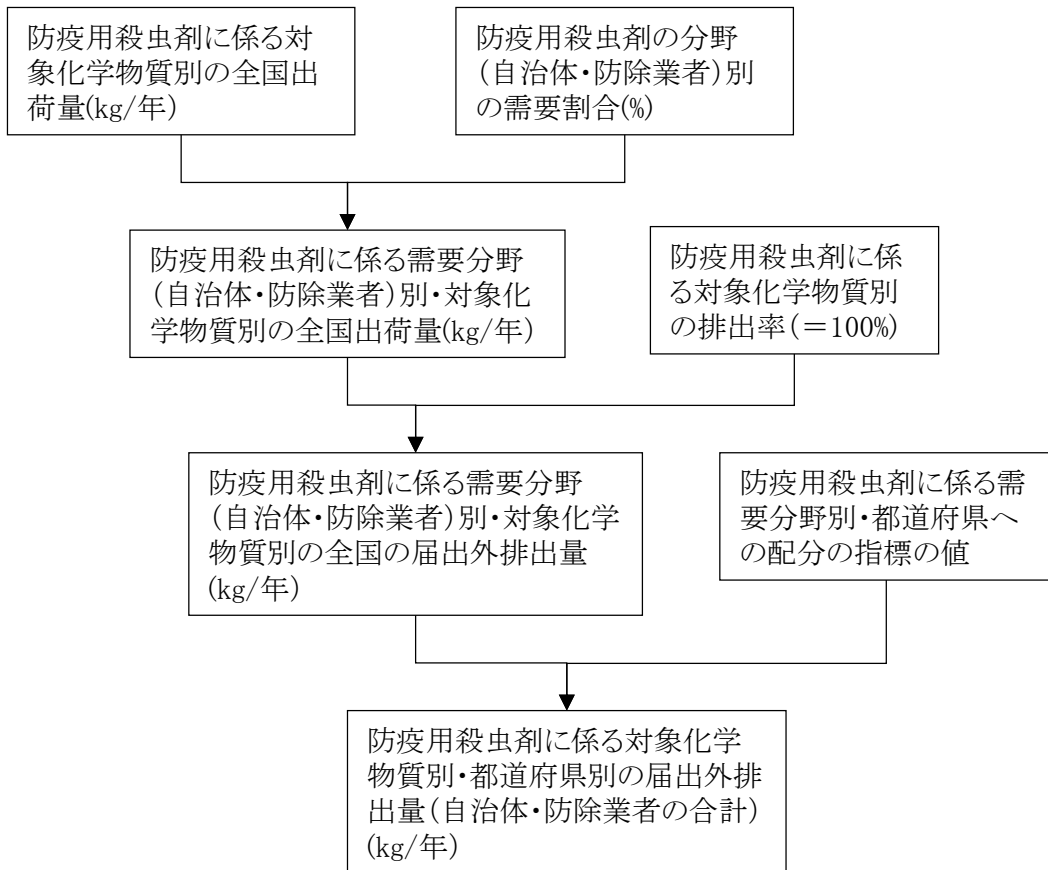 防疫用殺虫剤に係る対
象化学物質別の全国出
荷量(kg/年)
防疫用殺虫剤の分野
(自治体・防除業者)別
の需要割合(%)
防疫用殺虫剤に係る需要分野
(自治体・防除業者)別・対象化
学物質別の全国出荷量(kg/年)
防疫用殺虫剤に係
る対象化学物質別
の排出率(=100%)
防疫用殺虫剤に係る需要分野
(自治体・防除業者)別・対象化学
物質別の全国の届出外排出量
(kg/年)
防疫用殺虫剤に係る需
要分野別・都道府県へ
の配分の指標の値
防疫用殺虫剤に係る対象化学
物質別・都道府県別の届出外排
出量(自治体・防除業者の合計)
(kg/年)